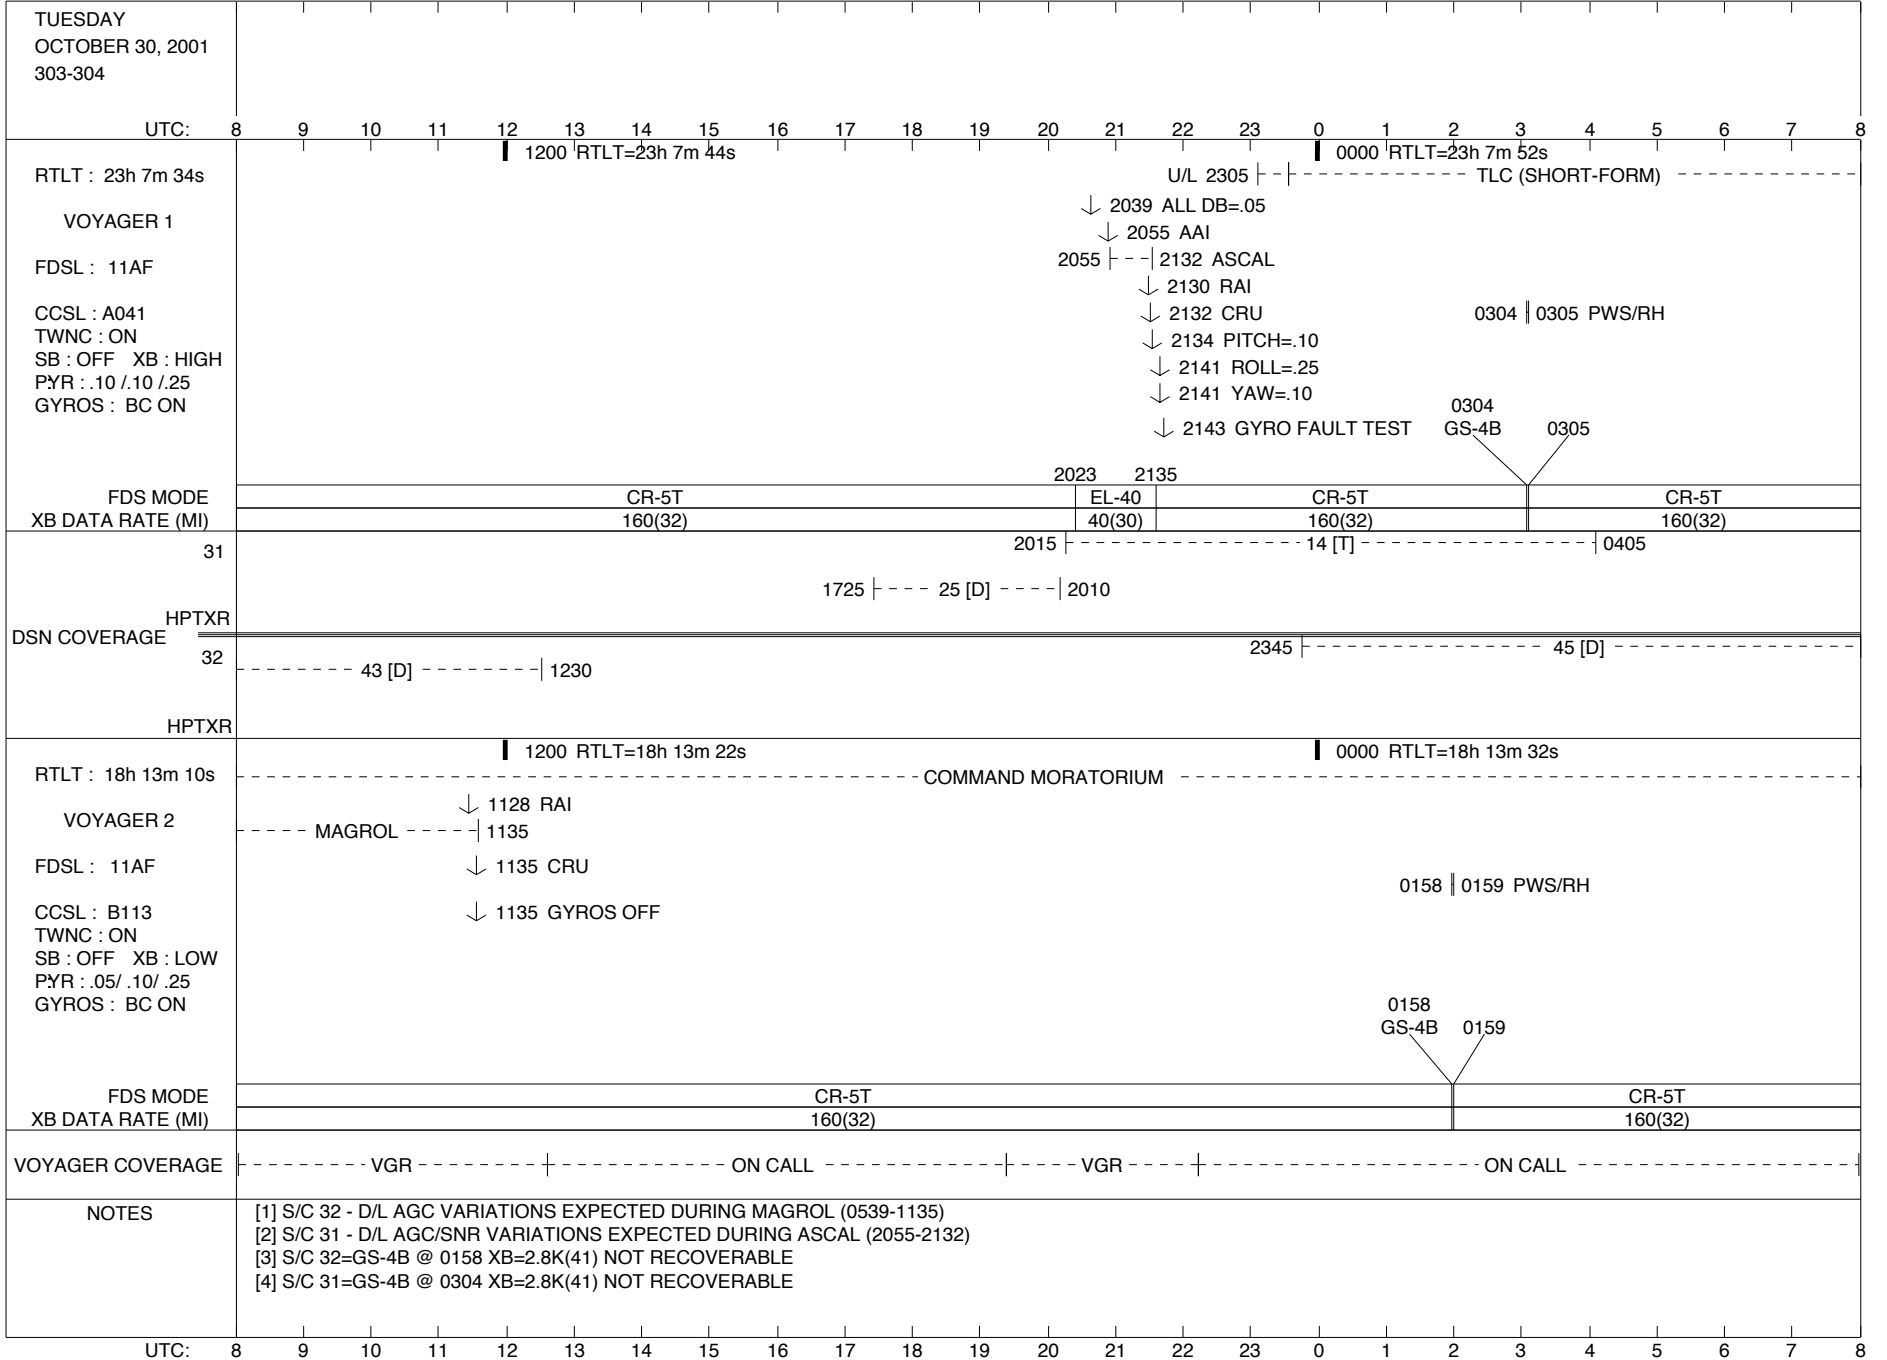 TUESDAY
OCTOBER 30, 2001
303-304
UTC: 8 9 10 11 12 13 14 15 16 17 18 19 20 21 22 23 0 1 2 3 4 5 6 7 8
1200 RTLT=23h 7m 44s 0000 RTLT=23h 7m 52s
RTLT : 23h 7m 34s U/L 2305 TLC (SHORT-FORM)
2039 ALL DB=.05
VOYAGER 1 2055 AAI
FDSL : 11AF 2055 2132 ASCAL
2130 RAI
CCSL : A041 2132 CRU 0304 0305 PWS/RH
TWNC : ON 2134 PITCH=.10
SB : OFF XB : HIGH 2141 ROLL=.25
PYR : .10 /.10 /.25 2141 YAW=.10
GYROS : BC ON 0304
2143 GYRO FAULT TEST GS-4B 0305
2023 2135
FDS MODE CR-5T EL-40 CR-5T CR-5T
XB DATA RATE (MI) 160(32) 40(30) 160(32) 160(32)
31 2015 14 [T] 0405
1725 25 [D] 2010
HPTXR
DSN COVERAGE
32 2345 45 [D]
43 [D] 1230
HPTXR
1200 RTLT=18h 13m 22s 0000 RTLT=18h 13m 32s
RTLT : 18h 13m 10s COMMAND MORATORIUM
1128 RAI
VOYAGER 2 MAGROL 1135
FDSL : 11AF 1135 CRU
0158 0159 PWS/RH
CCSL : B113 1135 GYROS OFF
TWNC : ON
SB : OFF XB : LOW
PYR : .05/ .10/ .25
GYROS : BC ON 0158
GS-4B 0159
FDS MODE CR-5T CR-5T
XB DATA RATE (MI) 160(32) 160(32)
VOYAGER COVERAGE VGR ON CALL VGR ON CALL
NOTES [1] S/C 32 - D/L AGC VARIATIONS EXPECTED DURING MAGROL (0539-1135)
[2] S/C 31 - D/L AGC/SNR VARIATIONS EXPECTED DURING ASCAL (2055-2132)
[3] S/C 32=GS-4B @ 0158 XB=2.8K(41) NOT RECOVERABLE
[4] S/C 31=GS-4B @ 0304 XB=2.8K(41) NOT RECOVERABLE
UTC: 8 9 10 11 12 13 14 15 16 17 18 19 20 21 22 23 0 1 2 3 4 5 6 7 8